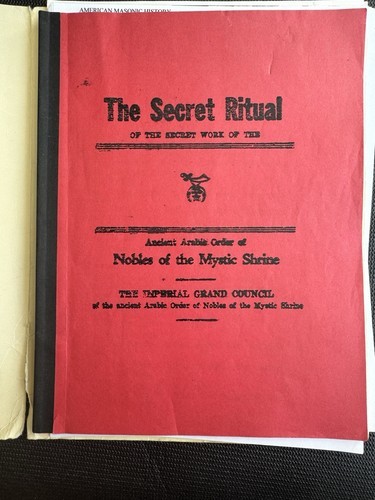 AMERICAN MASONIC HISTORY
The Secret Ritual
OF THE SECRET WORK OF THE
Ancient Arabic Order of
Nobles of the Mystic Shrine
THE IMPERIAL GRAND COUNCIL
of the ancient Arabic Order of Nobles of the Mystic Shrine